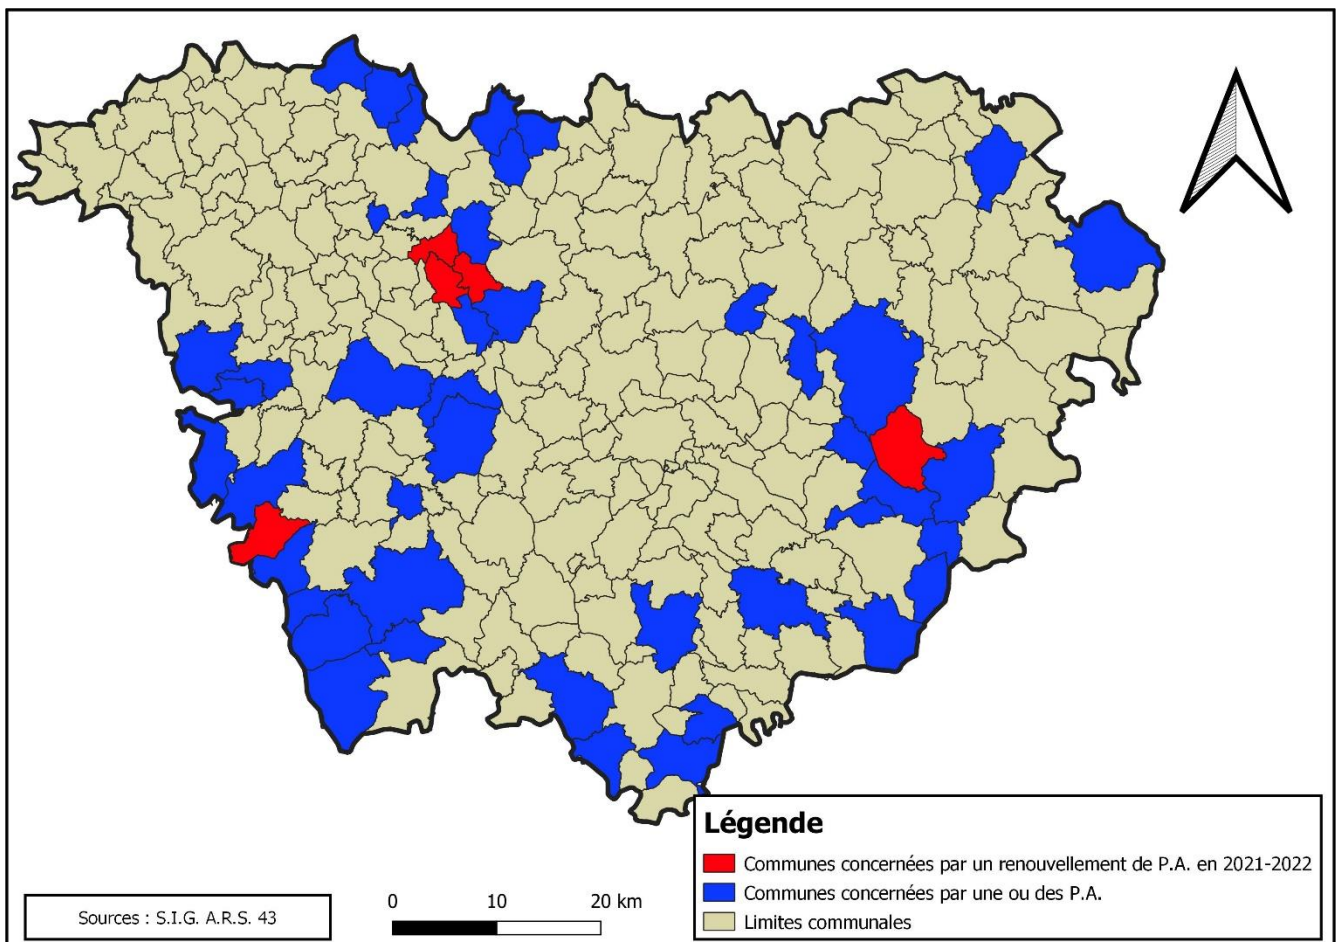 Légende
Communes concernées par un renouvellement de P.A. en 2021-2022
Communes concernées par une ou des P.A.
Limites communales
0 10 20 km
Sources : S.I.G. A.R.S. 43